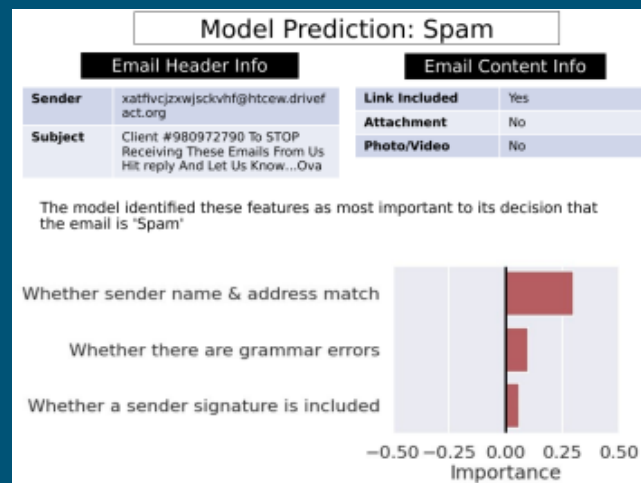 Model Prediction: Spam
Email Header Info
Email Content Info
Sender
xatfivcjzxwjsckvhf@htcew.drivef
act.org
Subject
Client #980972790 To STOP
Receiving These Emails From Us
Hit reply And Let Us Know...Ova
Link Included Yes
Attachment No
Photo/Video No
The model identified these features as most important to its decision that
the email is "Spam"
Whether sender name & address match
Whether there are grammar errors
Whether a sender signature is included
−0.50 −0.25 0.00 0.25 0.50
Importance